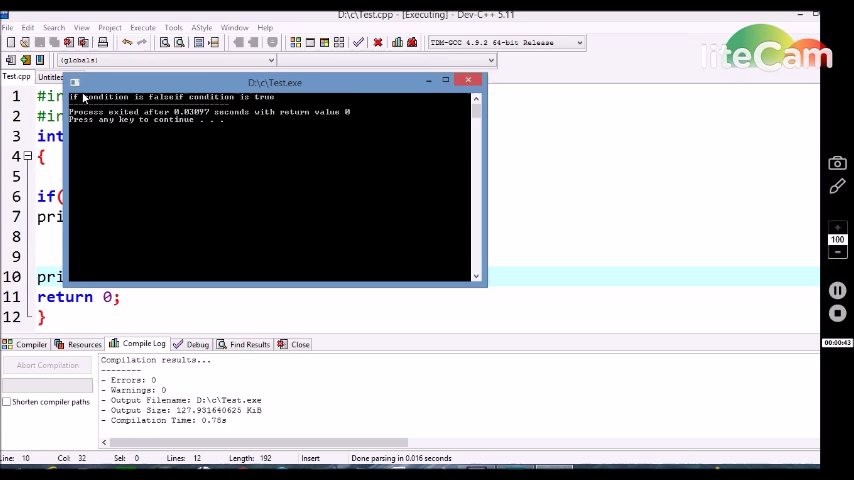 D:\c\Test.cpp - [Executing] - Dev-C++ 5.11
File Edit Search View Project Execute Tools AStyle Window Help
TDM-GCC 4.9.2 64-bit Release
liteCam
(globals)
Test.cpp Untitled
D:\c\Test.exe
if condition is falseif condition is true
--------------------------------
Process exited after 0.03097 seconds with return value 0
Press any key to continue . . .
1 #in
2 #in
3 int
4 {
5
6 if(
7 pri
8
10 pri
11 return 0;
12 }
100
00:00:43
Compiler Resources Compile Log Debug Find Results Close
Abort Compilation
Shorten compiler paths
Compilation results...
--------
- Errors: 0
- Warnings: 0
- Output Filename: D:\c\Test.exe
- Output Size: 127.931640625 KiB
- Compilation Time: 0.78s
Line: 10 Col: 32 Sel: 0 Lines: 12 Length: 192 Insert Done parsing in 0.016 seconds